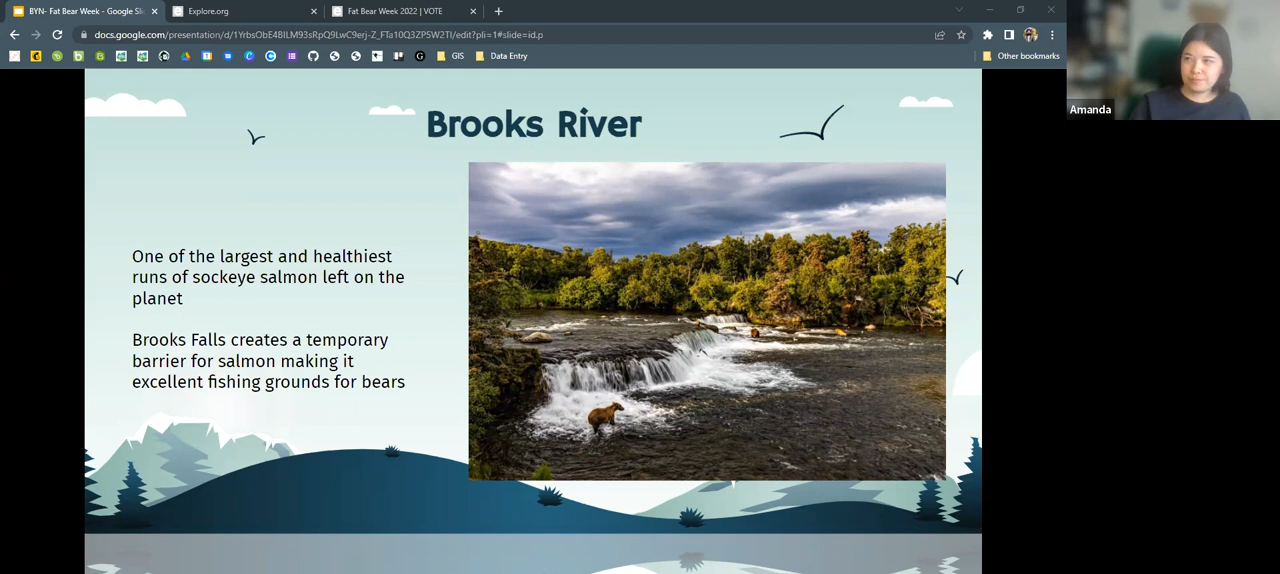 BYN- Fat Bear Week - Google Sli
Explore.org
Fat Bear Week 2022 | VOTE
docs.google.com/presentation/d/1YrbsObE4BILM93sRpQ9LwC9erj-Z_FTa10Q3ZP5W2TI/edit?pli=1#slide=id.p
GIS
Data Entry
Other bookmarks
Amanda
Brooks River
One of the largest and healthiest
runs of sockeye salmon left on the
planet
Brooks Falls creates a temporary
barrier for salmon making it
excellent fishing grounds for bears